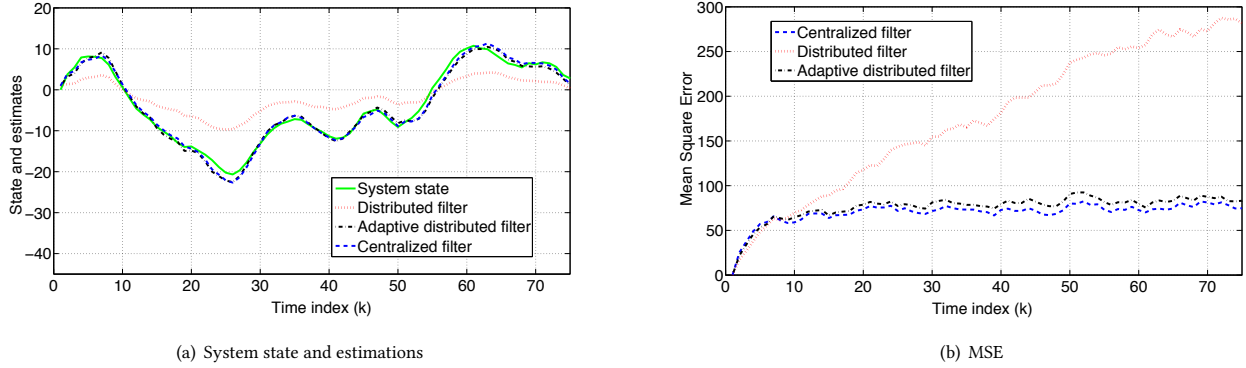 20
10
0
−10
−20
−30
−40
0
10
20
30
40
50
60
70
State and estimates
Time index (k)
System state
Distributed filter
Adaptive distributed filter
Centralized filter
(a) System state and estimations
300
250
200
150
100
50
0
0
10
20
30
40
50
60
70
Mean Square Error
Time index (k)
Centralized filter
Distributed filter
Adaptive distributed filter
(b) MSE